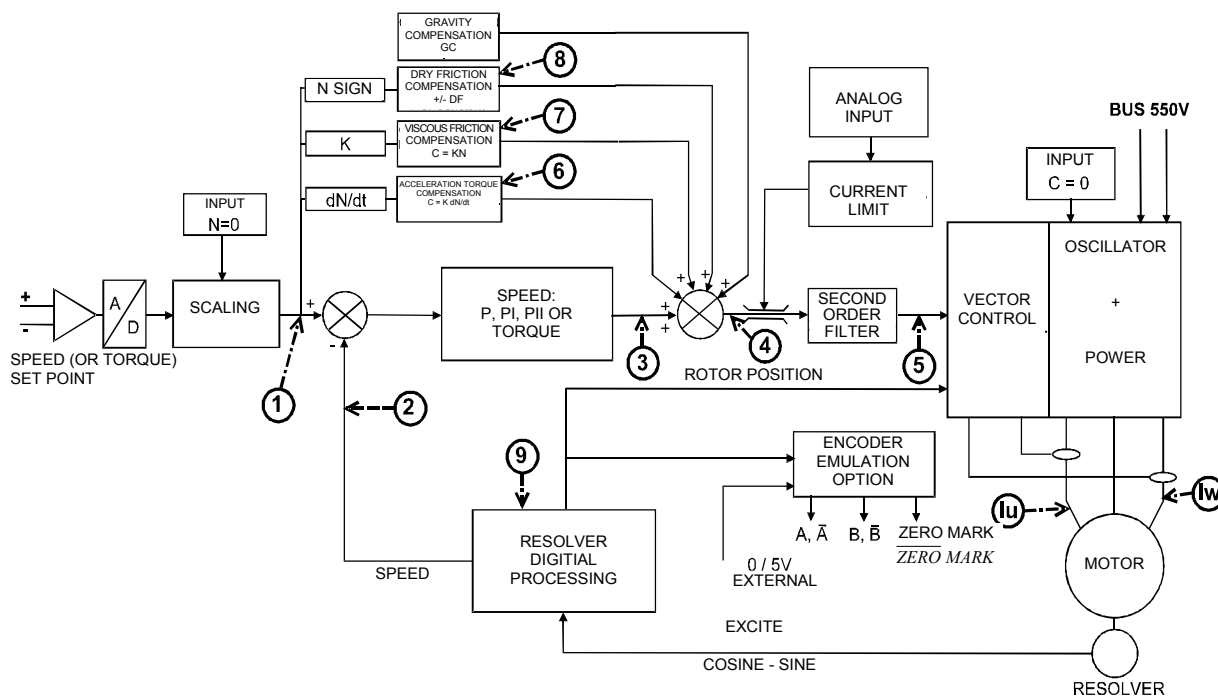 GRAVITY
COMPENSATION
GC
8
N SIGN
DRY FRICTION
COMPENSATION
+/- DF
7
K
VISCOUS FRICTION
COMPENSATION
C = KN
6
dN/dt
ACCELERATION TORQUE
COMPENSATION
C = K dN/dt
ANALOG
INPUT
CURRENT
LIMIT
BUS 550V
INPUT
C = 0
INPUT
N=0
+
-
A
D
SCALING
SPEED (OR TORQUE)
SET POINT
1
+
-
2
SPEED:
P, PI, PII OR
TORQUE
3
+
+
+
+
+
+
4
ROTOR POSITION
SECOND
ORDER
FILTER
5
VECTOR
CONTROL
OSCILLATOR
+
POWER
9
RESOLVER
DIGITIAL
PROCESSING
SPEED
ENCODER
EMULATION
OPTION
A, A̅
B, B̅
ZERO MARK
Z̅E̅R̅O̅ M̅A̅R̅K̅
0 / 5V
EXTERNAL
Iu
Iw
MOTOR
EXCITE
COSINE - SINE
RESOLVER